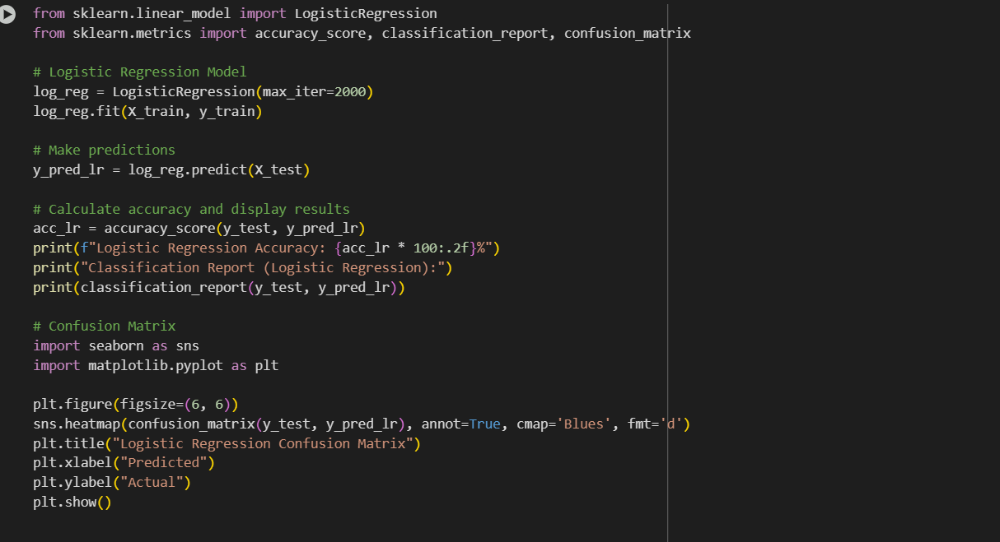 from sklearn.linear_model import LogisticRegression
from sklearn.metrics import accuracy_score, classification_report, confusion_matrix
# Logistic Regression Model
log_reg = LogisticRegression(max_iter=2000)
log_reg.fit(X_train, y_train)
# Make predictions
y_pred_lr = log_reg.predict(X_test)
# Calculate accuracy and display results
acc_lr = accuracy_score(y_test, y_pred_lr)
print(f"Logistic Regression Accuracy: {acc_lr * 100:.2f}%")
print("Classification Report (Logistic Regression):")
print(classification_report(y_test, y_pred_lr))
# Confusion Matrix
import seaborn as sns
import matplotlib.pyplot as plt
plt.figure(figsize=(6, 6))
sns.heatmap(confusion_matrix(y_test, y_pred_lr), annot=True, cmap='Blues', fmt='d')
plt.title("Logistic Regression Confusion Matrix")
plt.xlabel("Predicted")
plt.ylabel("Actual")
plt.show()